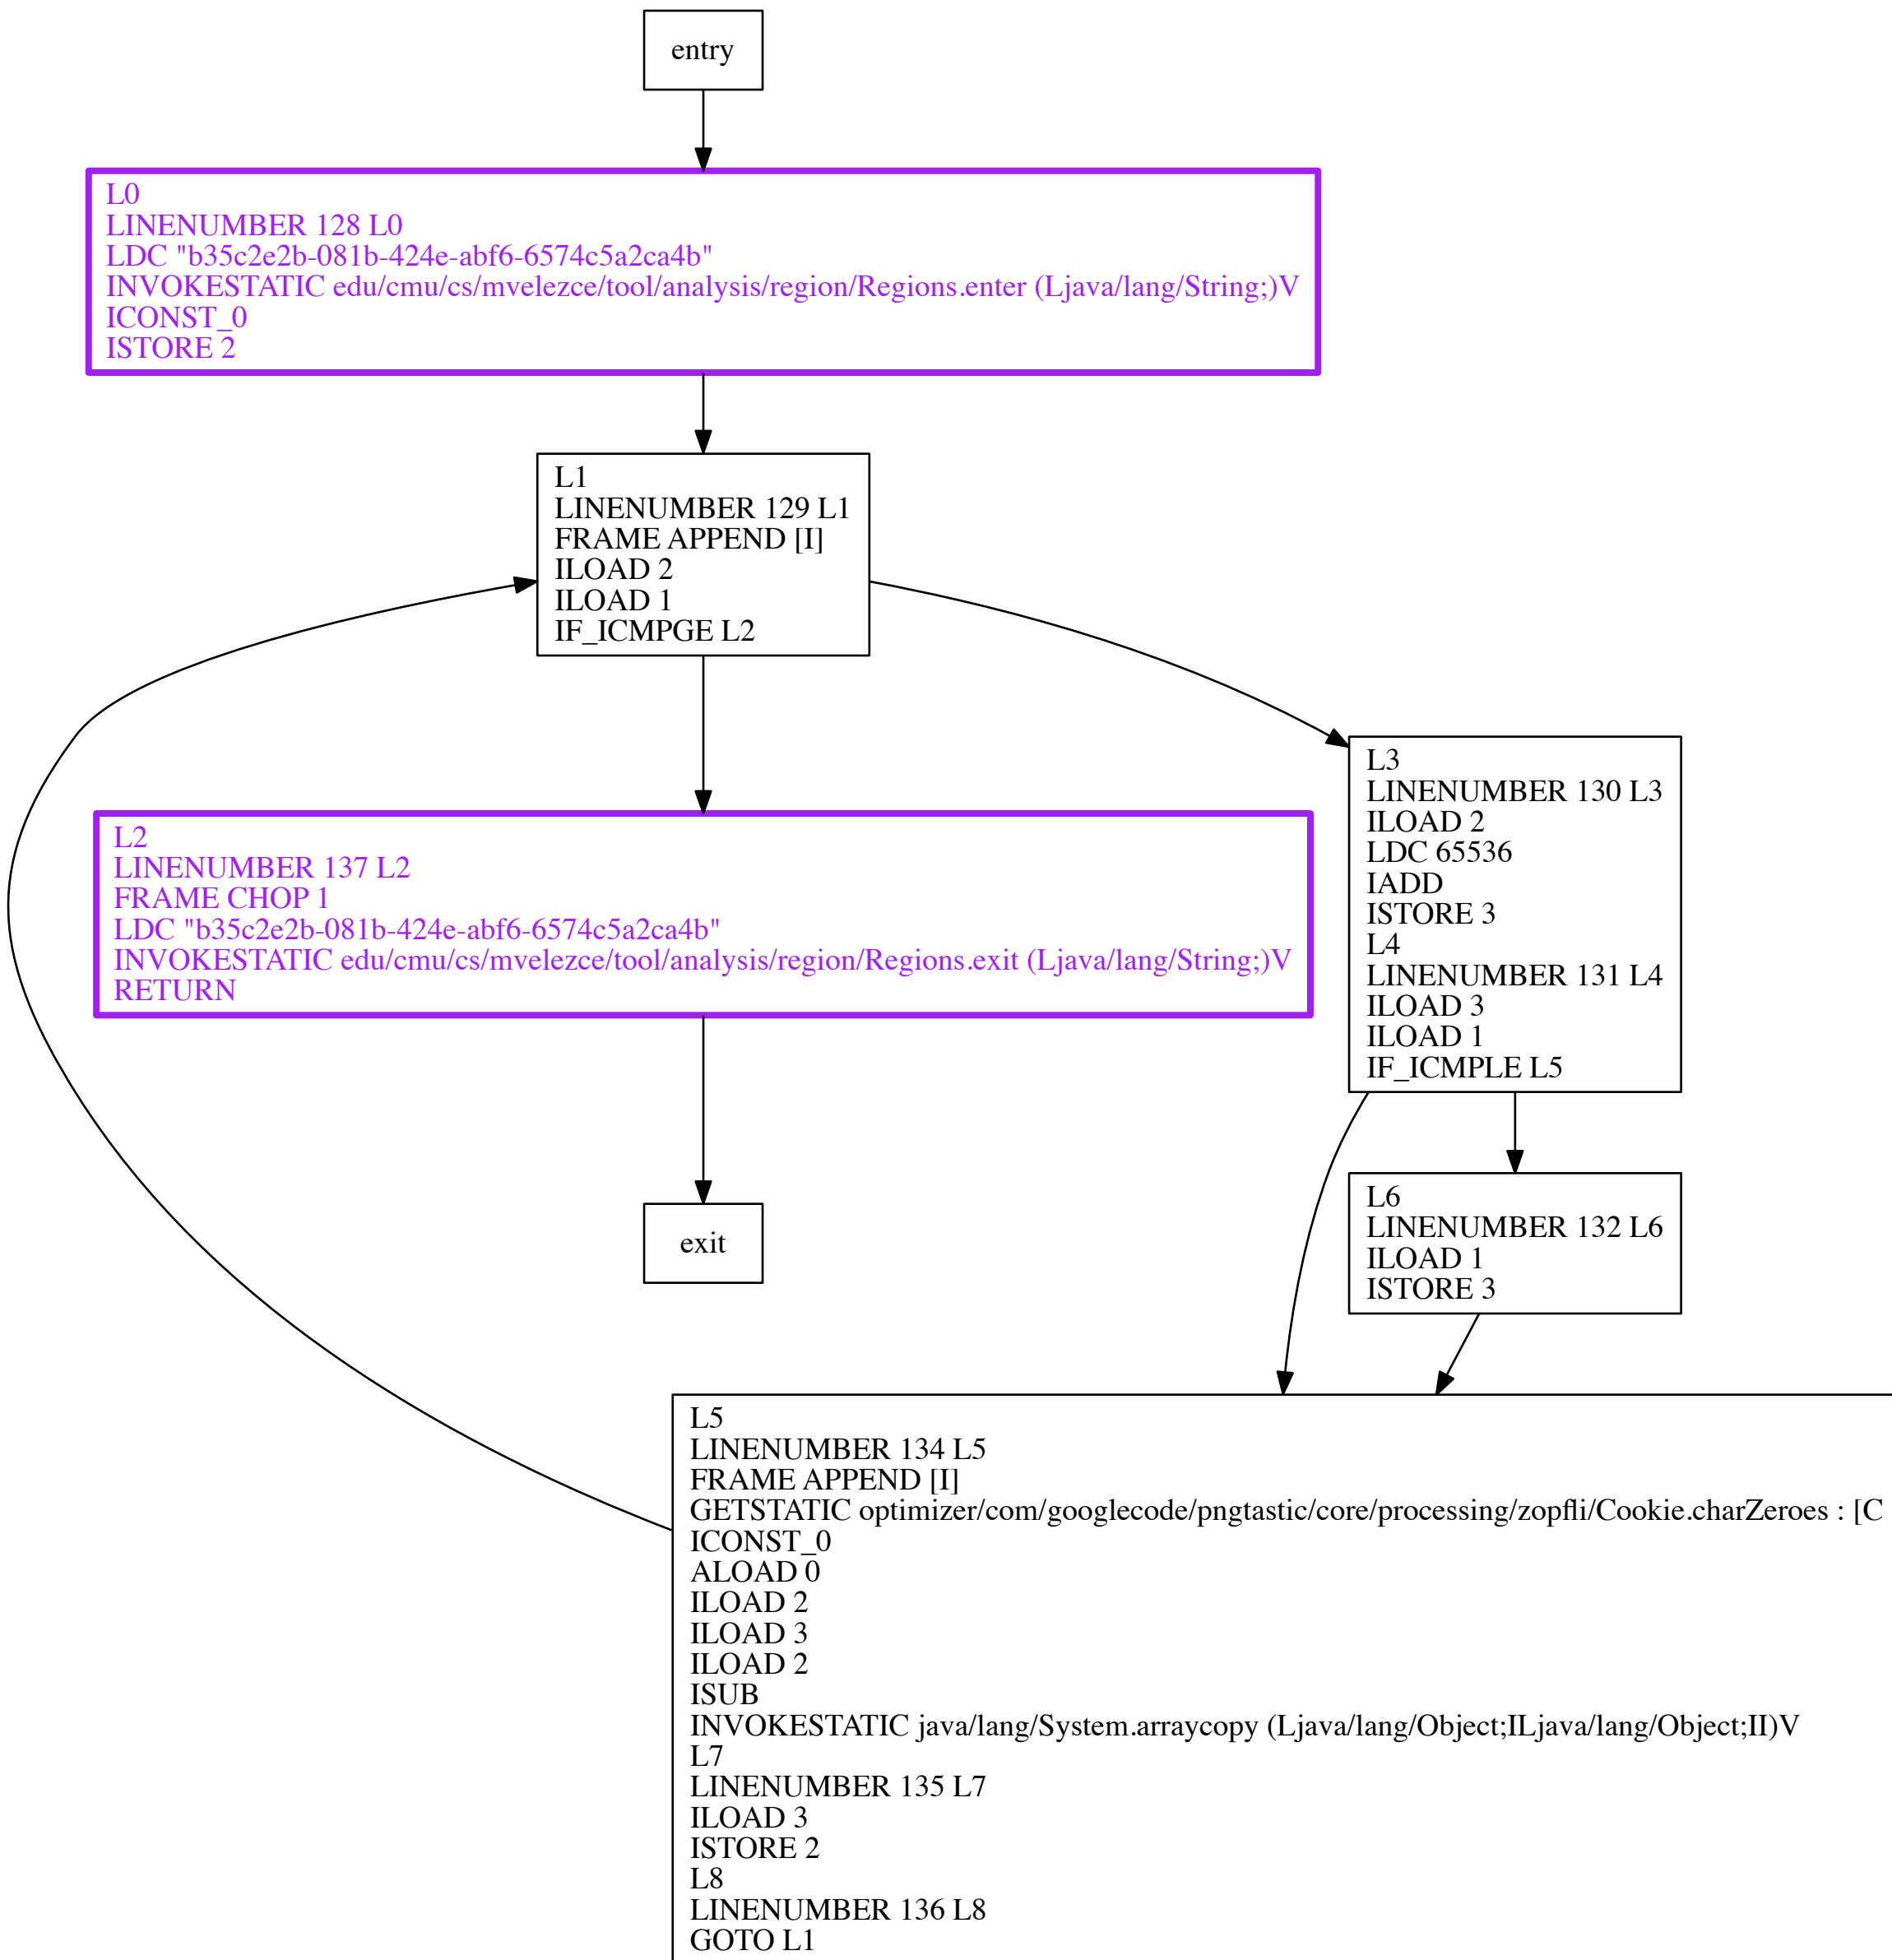 entry
L0
LINENUMBER 128 L0
LDC "b35c2e2b-081b-424e-abf6-6574c5a2ca4b"
INVOKESTATIC edu/cmu/cs/mvelezce/tool/analysis/region/Regions.enter (Ljava/lang/String;)V
ICONST_0
ISTORE 2
L1
LINENUMBER 129 L1
FRAME APPEND [I]
ILOAD 2
ILOAD 1
IF_ICMPGE L2
L2
LINENUMBER 137 L2
FRAME CHOP 1
LDC "b35c2e2b-081b-424e-abf6-6574c5a2ca4b"
INVOKESTATIC edu/cmu/cs/mvelezce/tool/analysis/region/Regions.exit (Ljava/lang/String;)V
RETURN
L3
LINENUMBER 130 L3
ILOAD 2
LDC 65536
IADD
ISTORE 3
L4
LINENUMBER 131 L4
ILOAD 3
ILOAD 1
IF_ICMPLE L5
exit
L6
LINENUMBER 132 L6
ILOAD 1
ISTORE 3
L5
LINENUMBER 134 L5
FRAME APPEND [I]
GETSTATIC optimizer/com/googlecode/pngtastic/core/processing/zopfli/Cookie.charZeroes : [C
ICONST_0
ALOAD 0
ILOAD 2
ILOAD 3
ILOAD 2
ISUB
INVOKESTATIC java/lang/System.arraycopy (Ljava/lang/Object;ILjava/lang/Object;II)V
L7
LINENUMBER 135 L7
ILOAD 3
ISTORE 2
L8
LINENUMBER 136 L8
GOTO L1